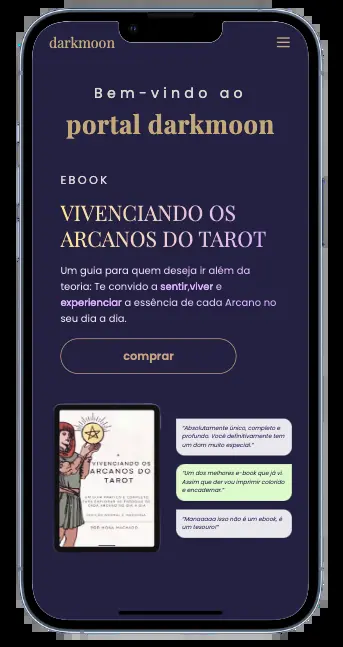 darkmoon
Bem-vindo ao
portal darkmoon
EBOOK
VIVENCIANDO OS
ARCANOS DO TAROT
Um guia para quem deseja ir além da
teoria: Te convido a sentir,viver e
experienciar a essência de cada Arcano no
seu dia a dia.
comprar
VIVENCIANDO OS
ARCANOS DO
TAROT
"Absolutamente único, completo e
profundo. Você definitivamente tem
um dom muito especial."
"Um dos melhores e-book que já vi.
Assim que der vou imprimir colorido
e encadernar."
"Manaaaaa isso não é um ebook, é
um tesouro!"